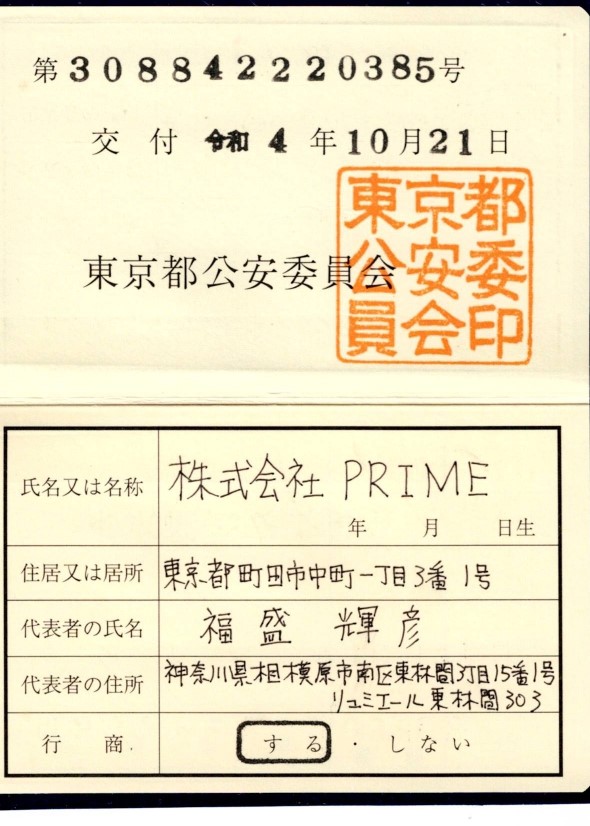 第308842220385号
交付 令和 4 年10月21日
東京都公安委員会
東京都
公安委
員会印
氏名又は名称 株式会社 PRIME
年 月 日生
住居又は居所 東京都町田市中町一丁目3番 1号
代表者の氏名 福盛 輝彦
代表者の住所 神奈川県相模原市南区東林間3丁目15番1号
リュミエール東林間303
行商. する ・ しない